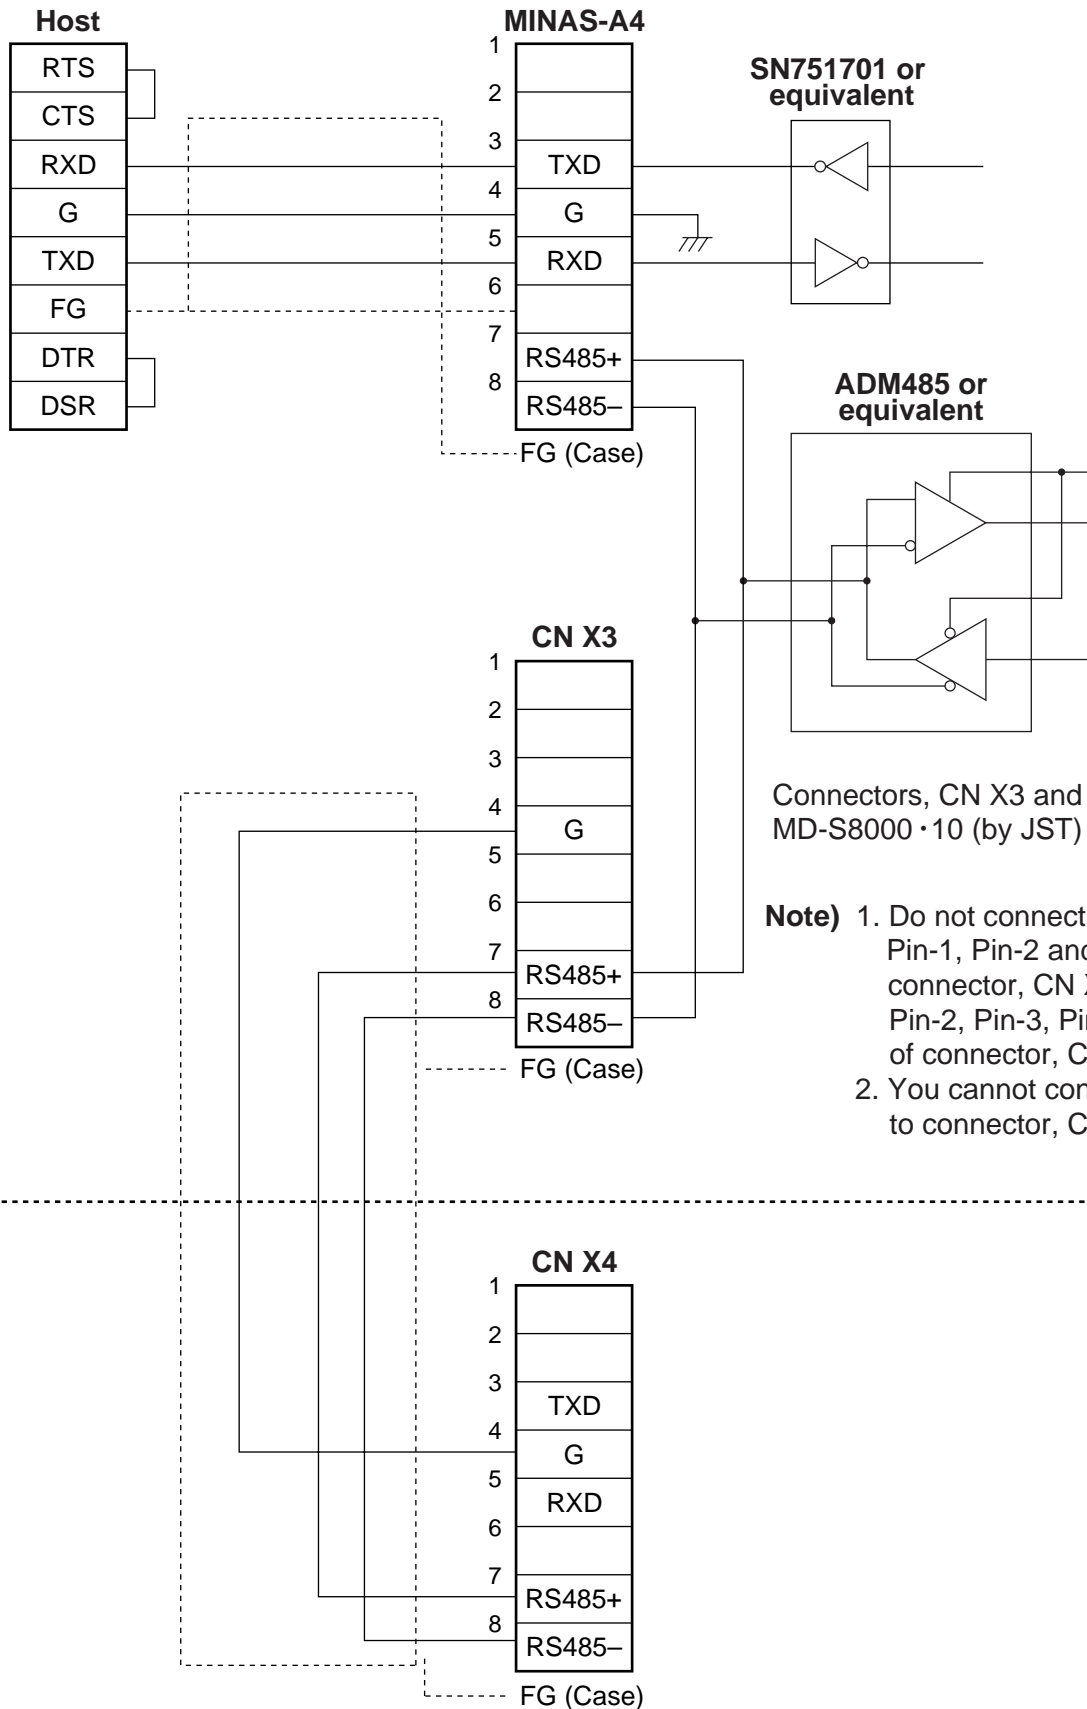 Host
RTS
CTS
RXD
G
TXD
FG
DTR
DSR
MINAS-A4
1
2
3
TXD
4
G
5
RXD
6
7
RS485+
8
RS485–
FG (Case)
SN751701 or
equivalent
ADM485 or
equivalent
CN X3
1
2
3
4
G
5
6
7
RS485+
8
RS485–
FG (Case)
Connectors, CN X3 and
MD-S8000・10 (by JST)
Note) 1. Do not connect
Pin-1, Pin-2 and
connector, CN
Pin-2, Pin-3,
of connector,
2. You cannot
to connector,
CN X4
1
2
3
TXD
4
G
5
RXD
6
7
RS485+
8
RS485–
FG (Case)